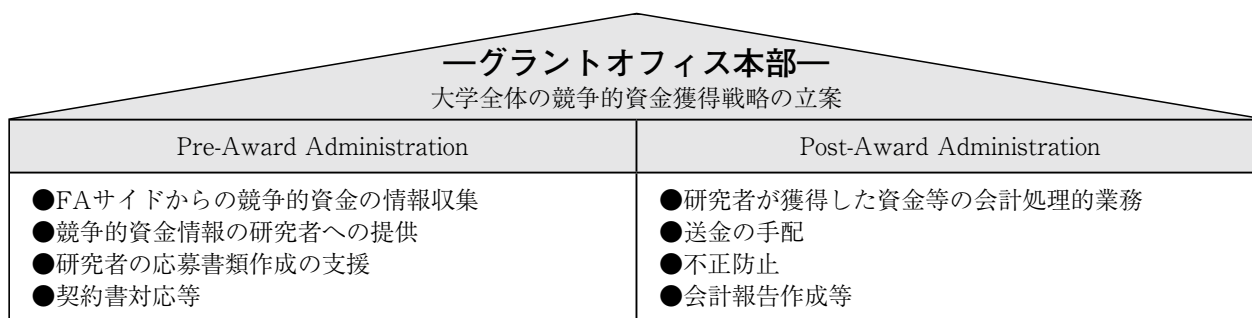 ―グラントオフィス本部―
大学全体の競争的資金獲得戦略の立案
Pre-Award Administration
Post-Award Administration
●FAサイドからの競争的資金の情報収集
●競争的資金情報の研究者への提供
●研究者の応募書類作成の支援
●契約書対応等
●研究者が獲得した資金等の会計処理的業務
●送金の手配
●不正防止
●会計報告作成等